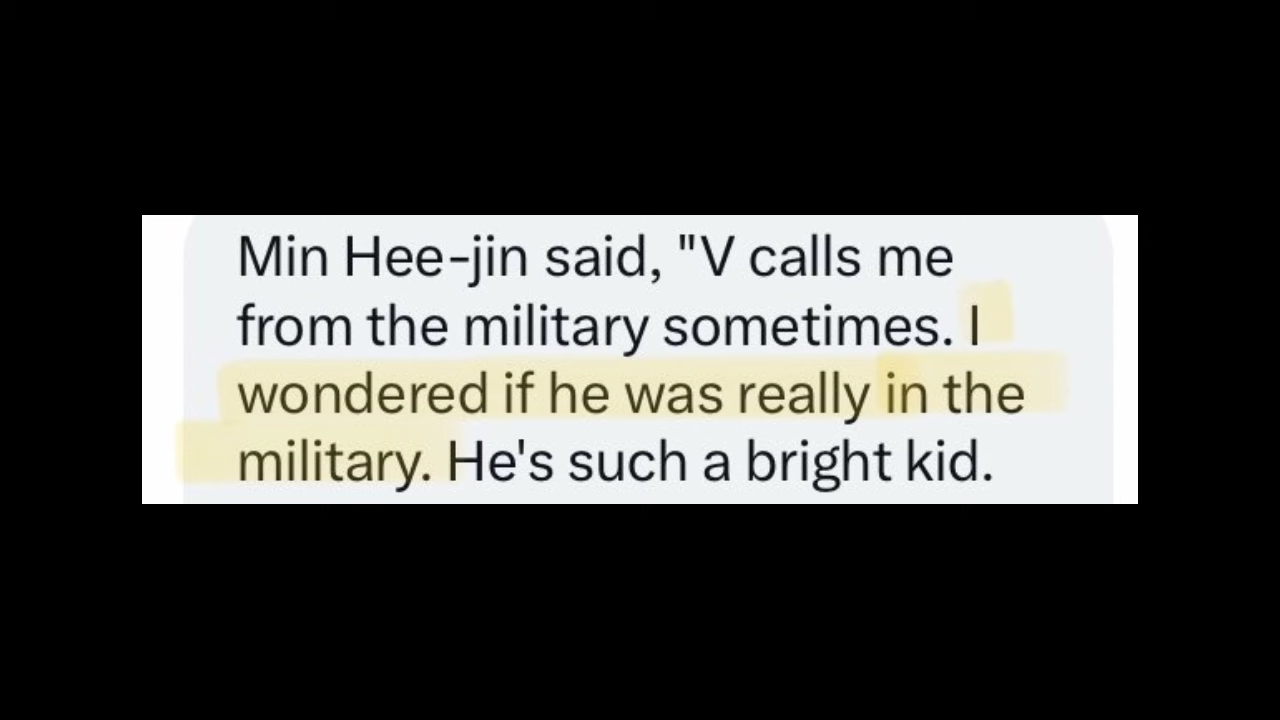 Min Hee-jin said, "V calls me
from the military sometimes. I
wondered if he was really in the
military. He's such a bright kid.